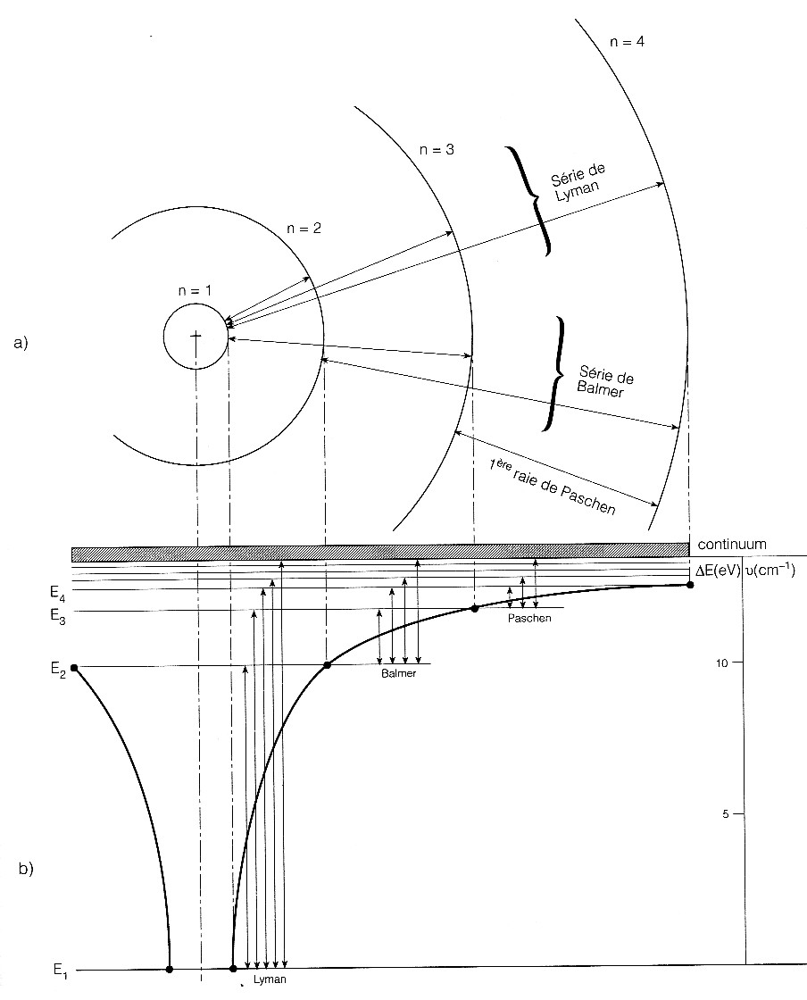 n = 4
n = 3
Série de
Lyman
n = 2
n = 1
a)
Série de
Balmer
1ère raie de Paschen
continuum
ΔE(eV) υ(cm⁻¹)
E₄
E₃
Paschen
E₂
Balmer
10
5
b)
E₁
Lyman